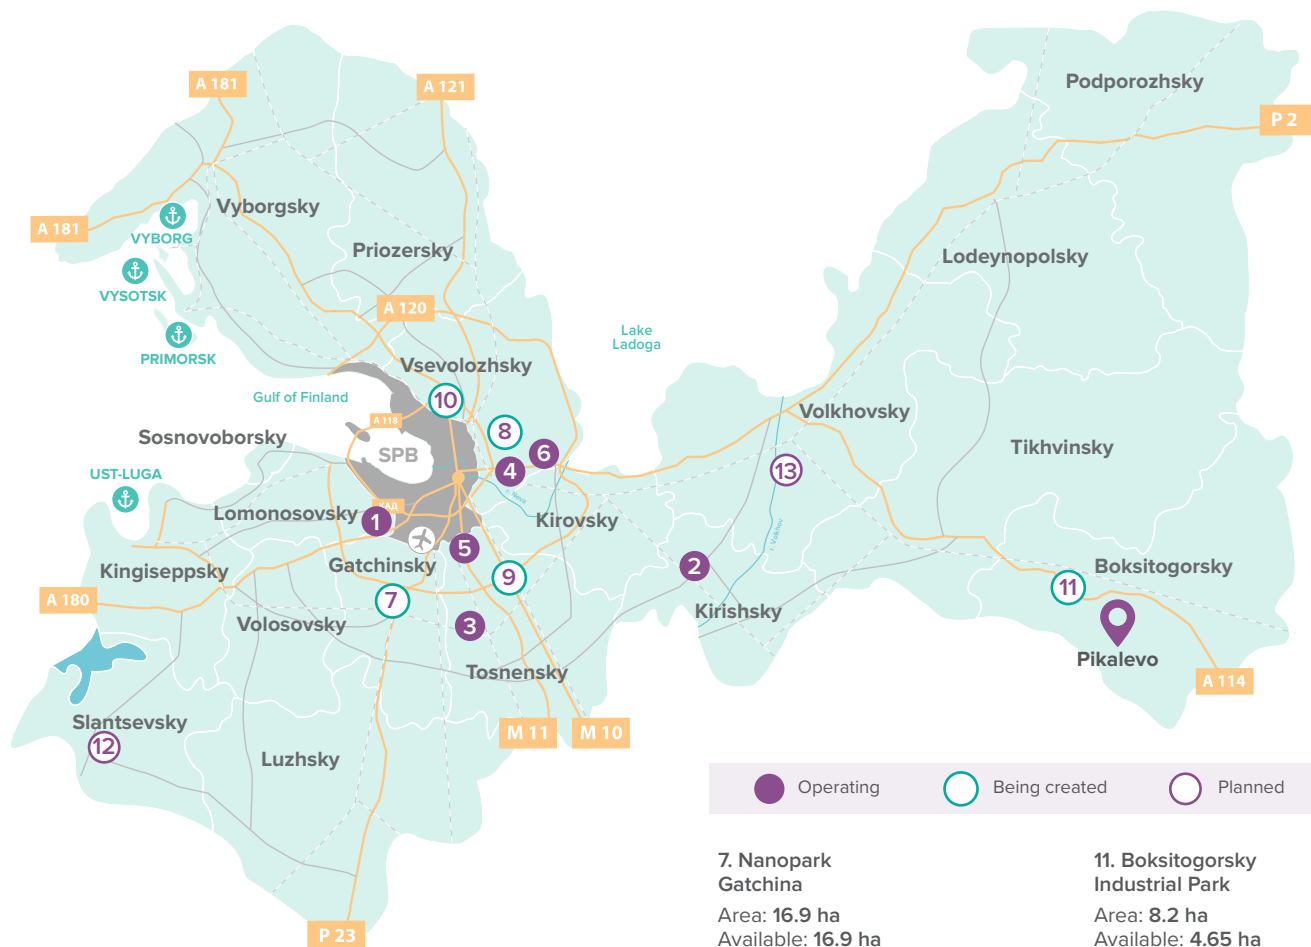 A 181
A 121
Podporozhsky
P 2
Vyborgsky
A 181
VYBORG
Priozersky
Lodeynopolsky
VYSOTSK
A 120
PRIMORSK
Lake
Ladoga
Vsevolozhsky
Gulf of Finland
10
Volkhovsky
A 118
8
Sosnovoborsky
Tikhvinsky
SPB
6
4
13
UST-LUGA
г. Neva
КАД
Lomonosovsky
1
Kirovsky
г. Volkhov
5
Gatchinsky
2
Boksitogorsky
Kingiseppsky
9
11
A 180
7
Kirishsky
Volosovsky
3
Pikalevo
Tosnensky
A 114
Slantsevsky
M 11
M 10
12
Luzhsky
Operating
Being created
Planned
P 23
7. Nanopark
Gatchina
Area: 16.9 ha
Available: 16.9 ha
11. Boksitogorsky
Industrial Park
Area: 8.2 ha
Available: 4.65 ha